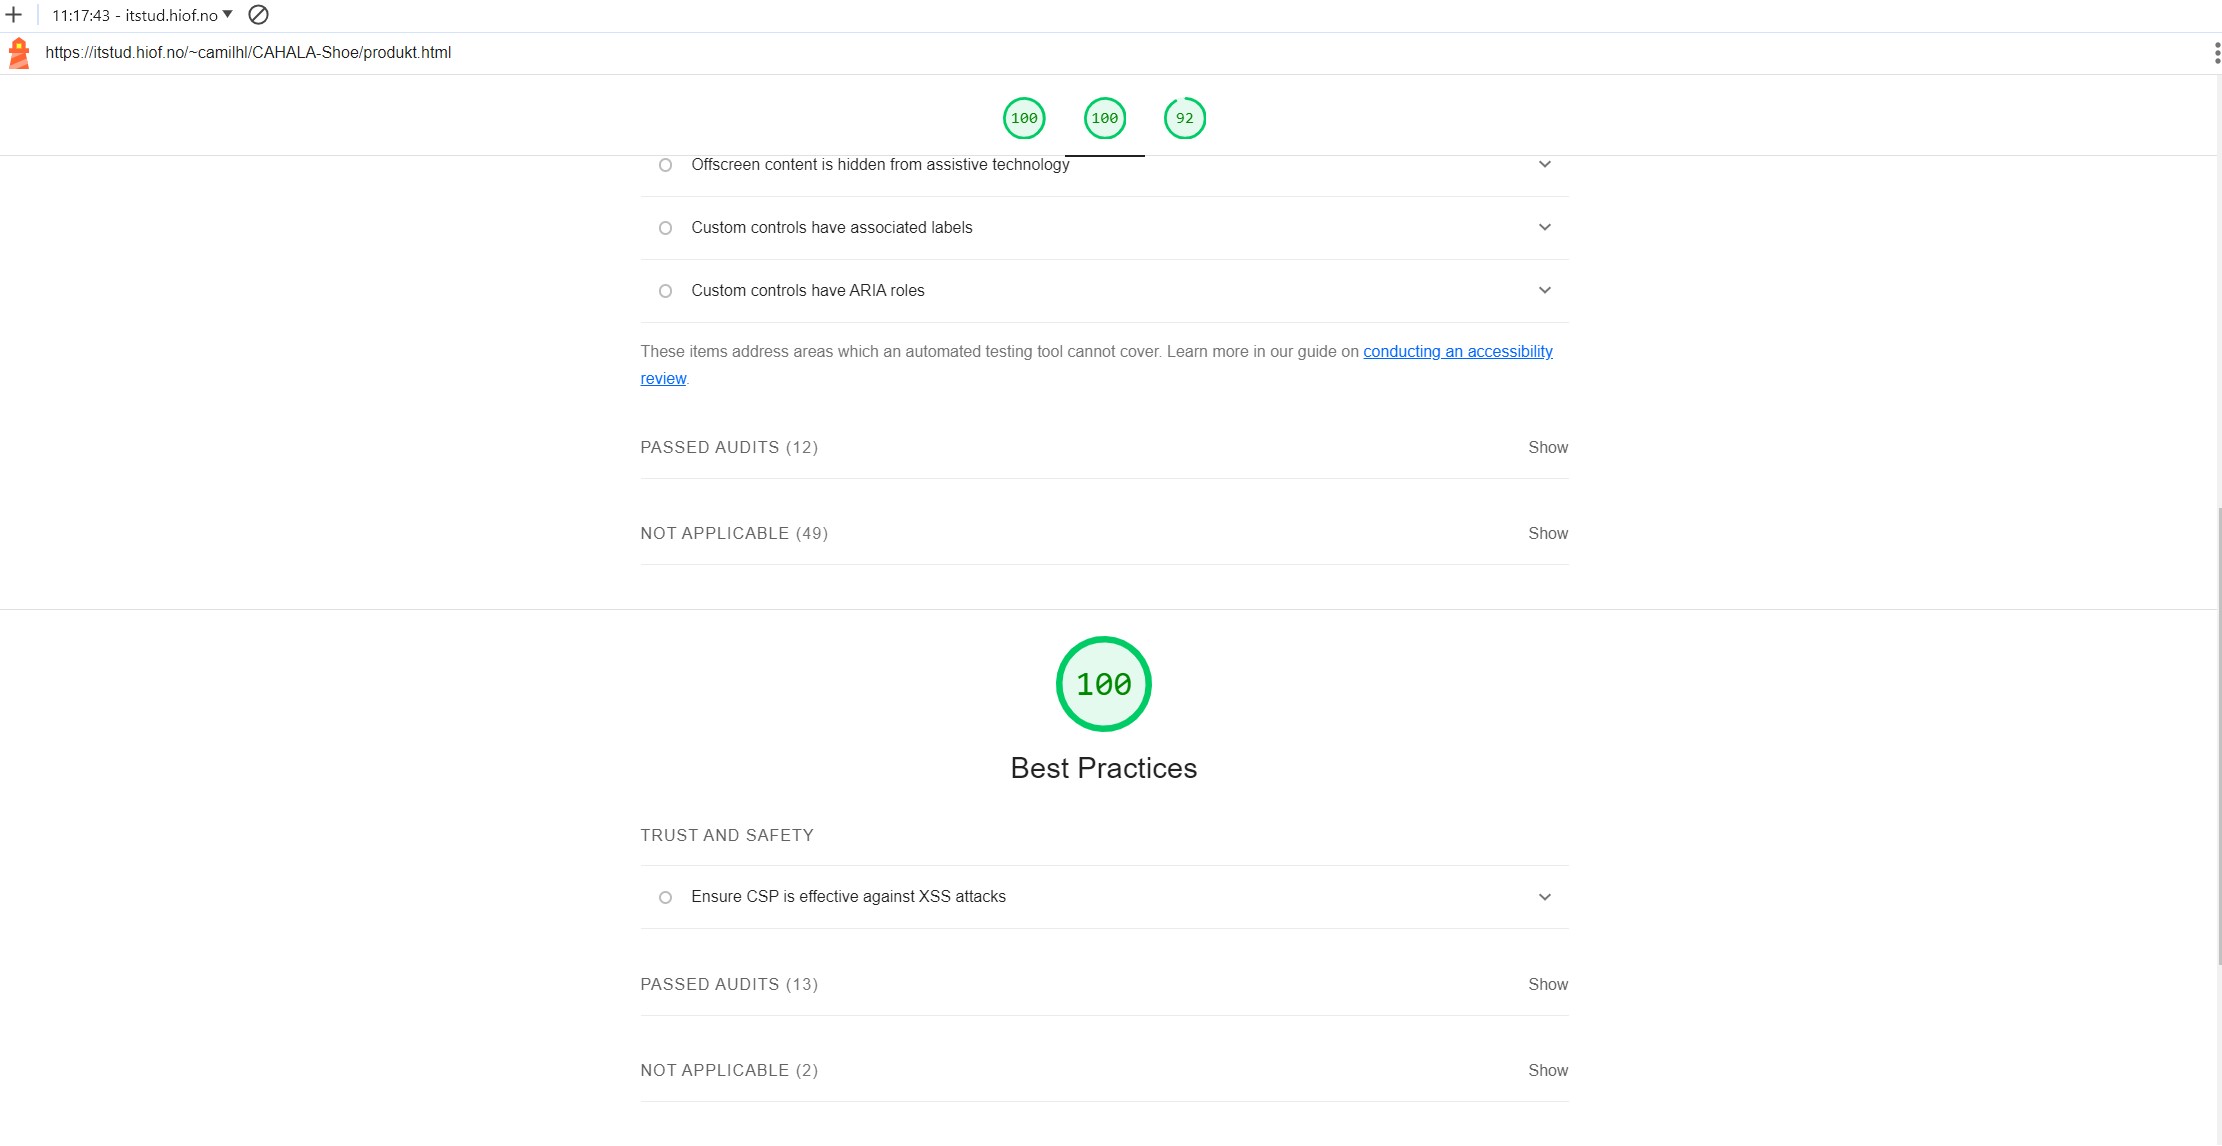 11:17:43 - itstud.hiof.no
https://itstud.hiof.no/~camilhl/CAHALA-Shoe/produkt.html
100 100 92
Offscreen content is hidden from assistive technology
Custom controls have associated labels
Custom controls have ARIA roles
These items address areas which an automated testing tool cannot cover. Learn more in our guide on conducting an accessibility
review.
PASSED AUDITS (12) Show
NOT APPLICABLE (49) Show
100
Best Practices
TRUST AND SAFETY
Ensure CSP is effective against XSS attacks
PASSED AUDITS (13) Show
NOT APPLICABLE (2) Show